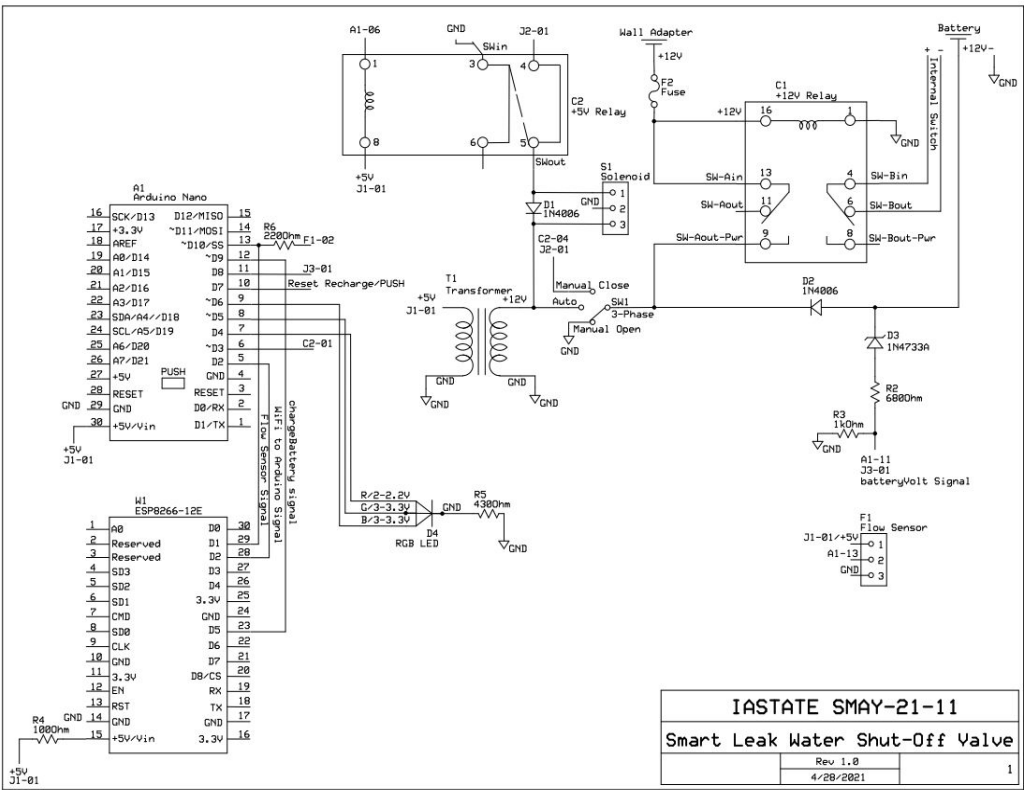 A1-06
GND
SWin
J2-01
1
3
4
8
6
5
C2
+5V Relay
SWout
+5V
J1-01
Wall Adapter
+12V
F2
Fuse
Battery
+ -
+12V-
GND
Internal Switch
C1
+12V Relay
+12V
16
1
GND
SW-Ain
13
4
SW-Bin
SW-Aout
11
6
SW-Bout
SW-Aout-Pwr
9
8
SW-Bout-Pwr
S1
Solenoid
1
GND
2
3
D1
1N4006
C2-04
J2-01
Manual Close
Auto
SW1
3-Phase
Manual Open
GND
T1
Transformer
+5V
J1-01
+12V
GND
GND
GND
GND
D2
1N4006
D3
1N4733A
R2
680Ohm
R3
1kOhm
GND
A1-11
J3-01
batteryVolt Signal
A1
Arduino Nano
16 SCK/D13 D12/MISO 15
17 +3.3V ~D11/MOSI 14
18 AREF ~D10/SS 13
19 A0/D14 ~D9 12
20 A1/D15 D8 11
21 A2/D16 D7 10
22 A3/D17 ~D6 9
23 SDA/A4//D18 ~D5 8
24 SCL/A5/D19 D4 7
25 A6/D20 ~D3 6
26 A7/D21 D2 5
27 +5V GND 4
28 RESET RESET 3
GND 29 GND D0/RX 2
30 +5V/Vin D1/TX 1
PUSH
+5V
J1-01
R6
220Ohm
F1-02
J3-01
Reset Recharge/PUSH
C2-01
chargeBattery signal
WiFi to Arduino Signal
Flow Sensor Signal
W1
ESP8266-12E
1 A0 D0 30
2 Reserved D1 29
3 Reserved D2 28
4 SD3 D3 27
5 SD2 D4 26
6 SD1 3.3V 25
7 CMD GND 24
8 SD0 D5 23
9 CLK D6 22
10 GND D7 21
11 3.3V D8/CS 20
12 EN RX 19
13 RST TX 18
GND 14 GND GND 17
15 +5V/Vin 3.3V 16
R4
100Ohm
+5V
J1-01
R/2-2.2V
G/3-3.3V
B/3-3.3V
D4
RGB LED
GND
R5
430Ohm
GND
F1
Flow Sensor
J1-01/+5V 1
A1-13 2
GND 3
IASTATE SMAY-21-11
Smart Leak Water Shut-Off Valve
Rev 1.0
4/28/2021
1